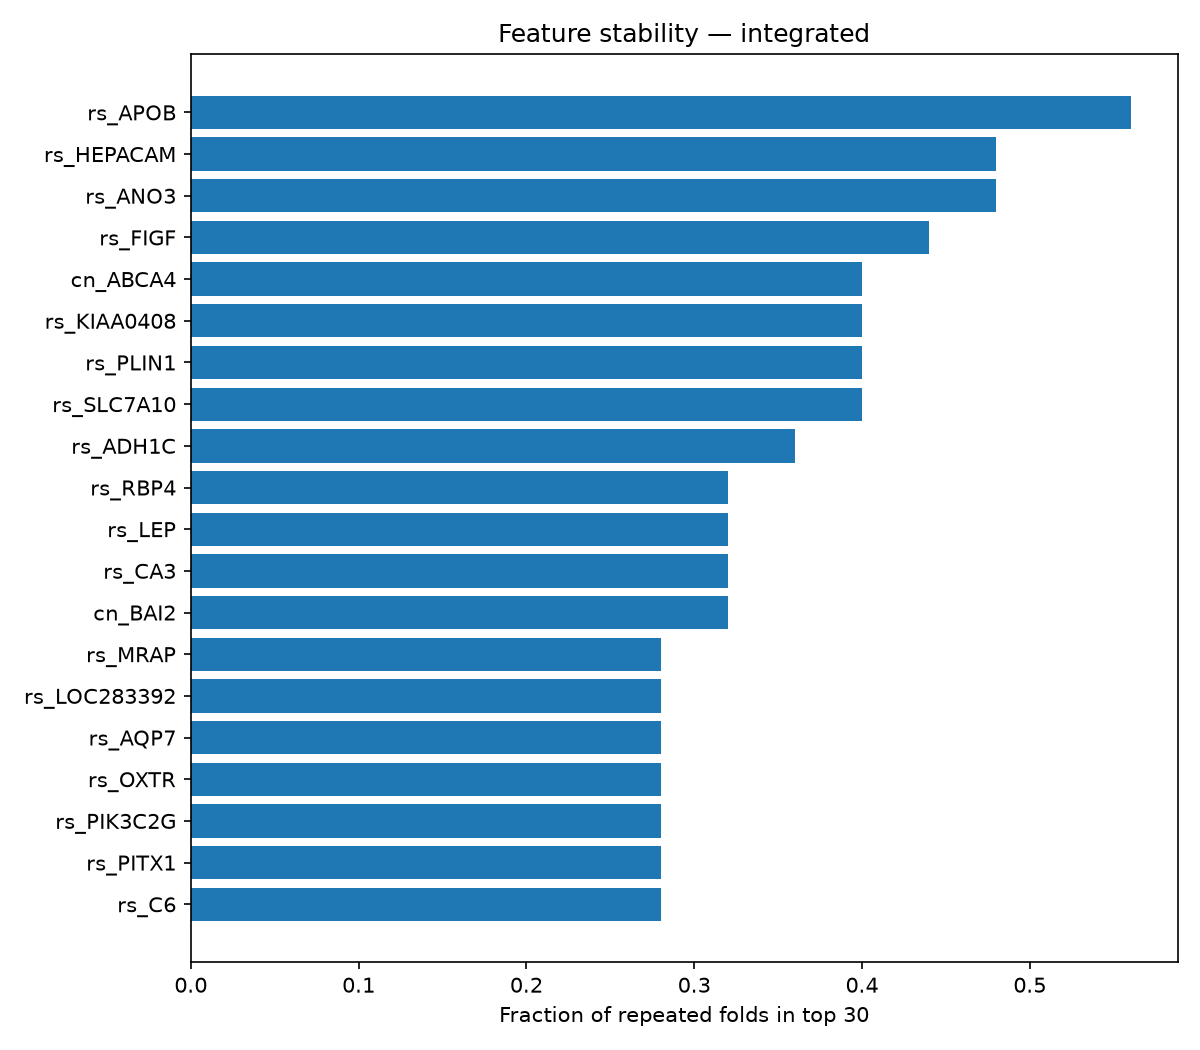 Feature stability — integrated
rs_APOB
rs_HEPACAM
rs_ANO3
rs_FIGF
cn_ABCA4
rs_KIAA0408
rs_PLIN1
rs_SLC7A10
rs_ADH1C
rs_RBP4
rs_LEP
rs_CA3
cn_BAI2
rs_MRAP
rs_LOC283392
rs_AQP7
rs_OXTR
rs_PIK3C2G
rs_PITX1
rs_C6
0.0 0.1 0.2 0.3 0.4 0.5
Fraction of repeated folds in top 30